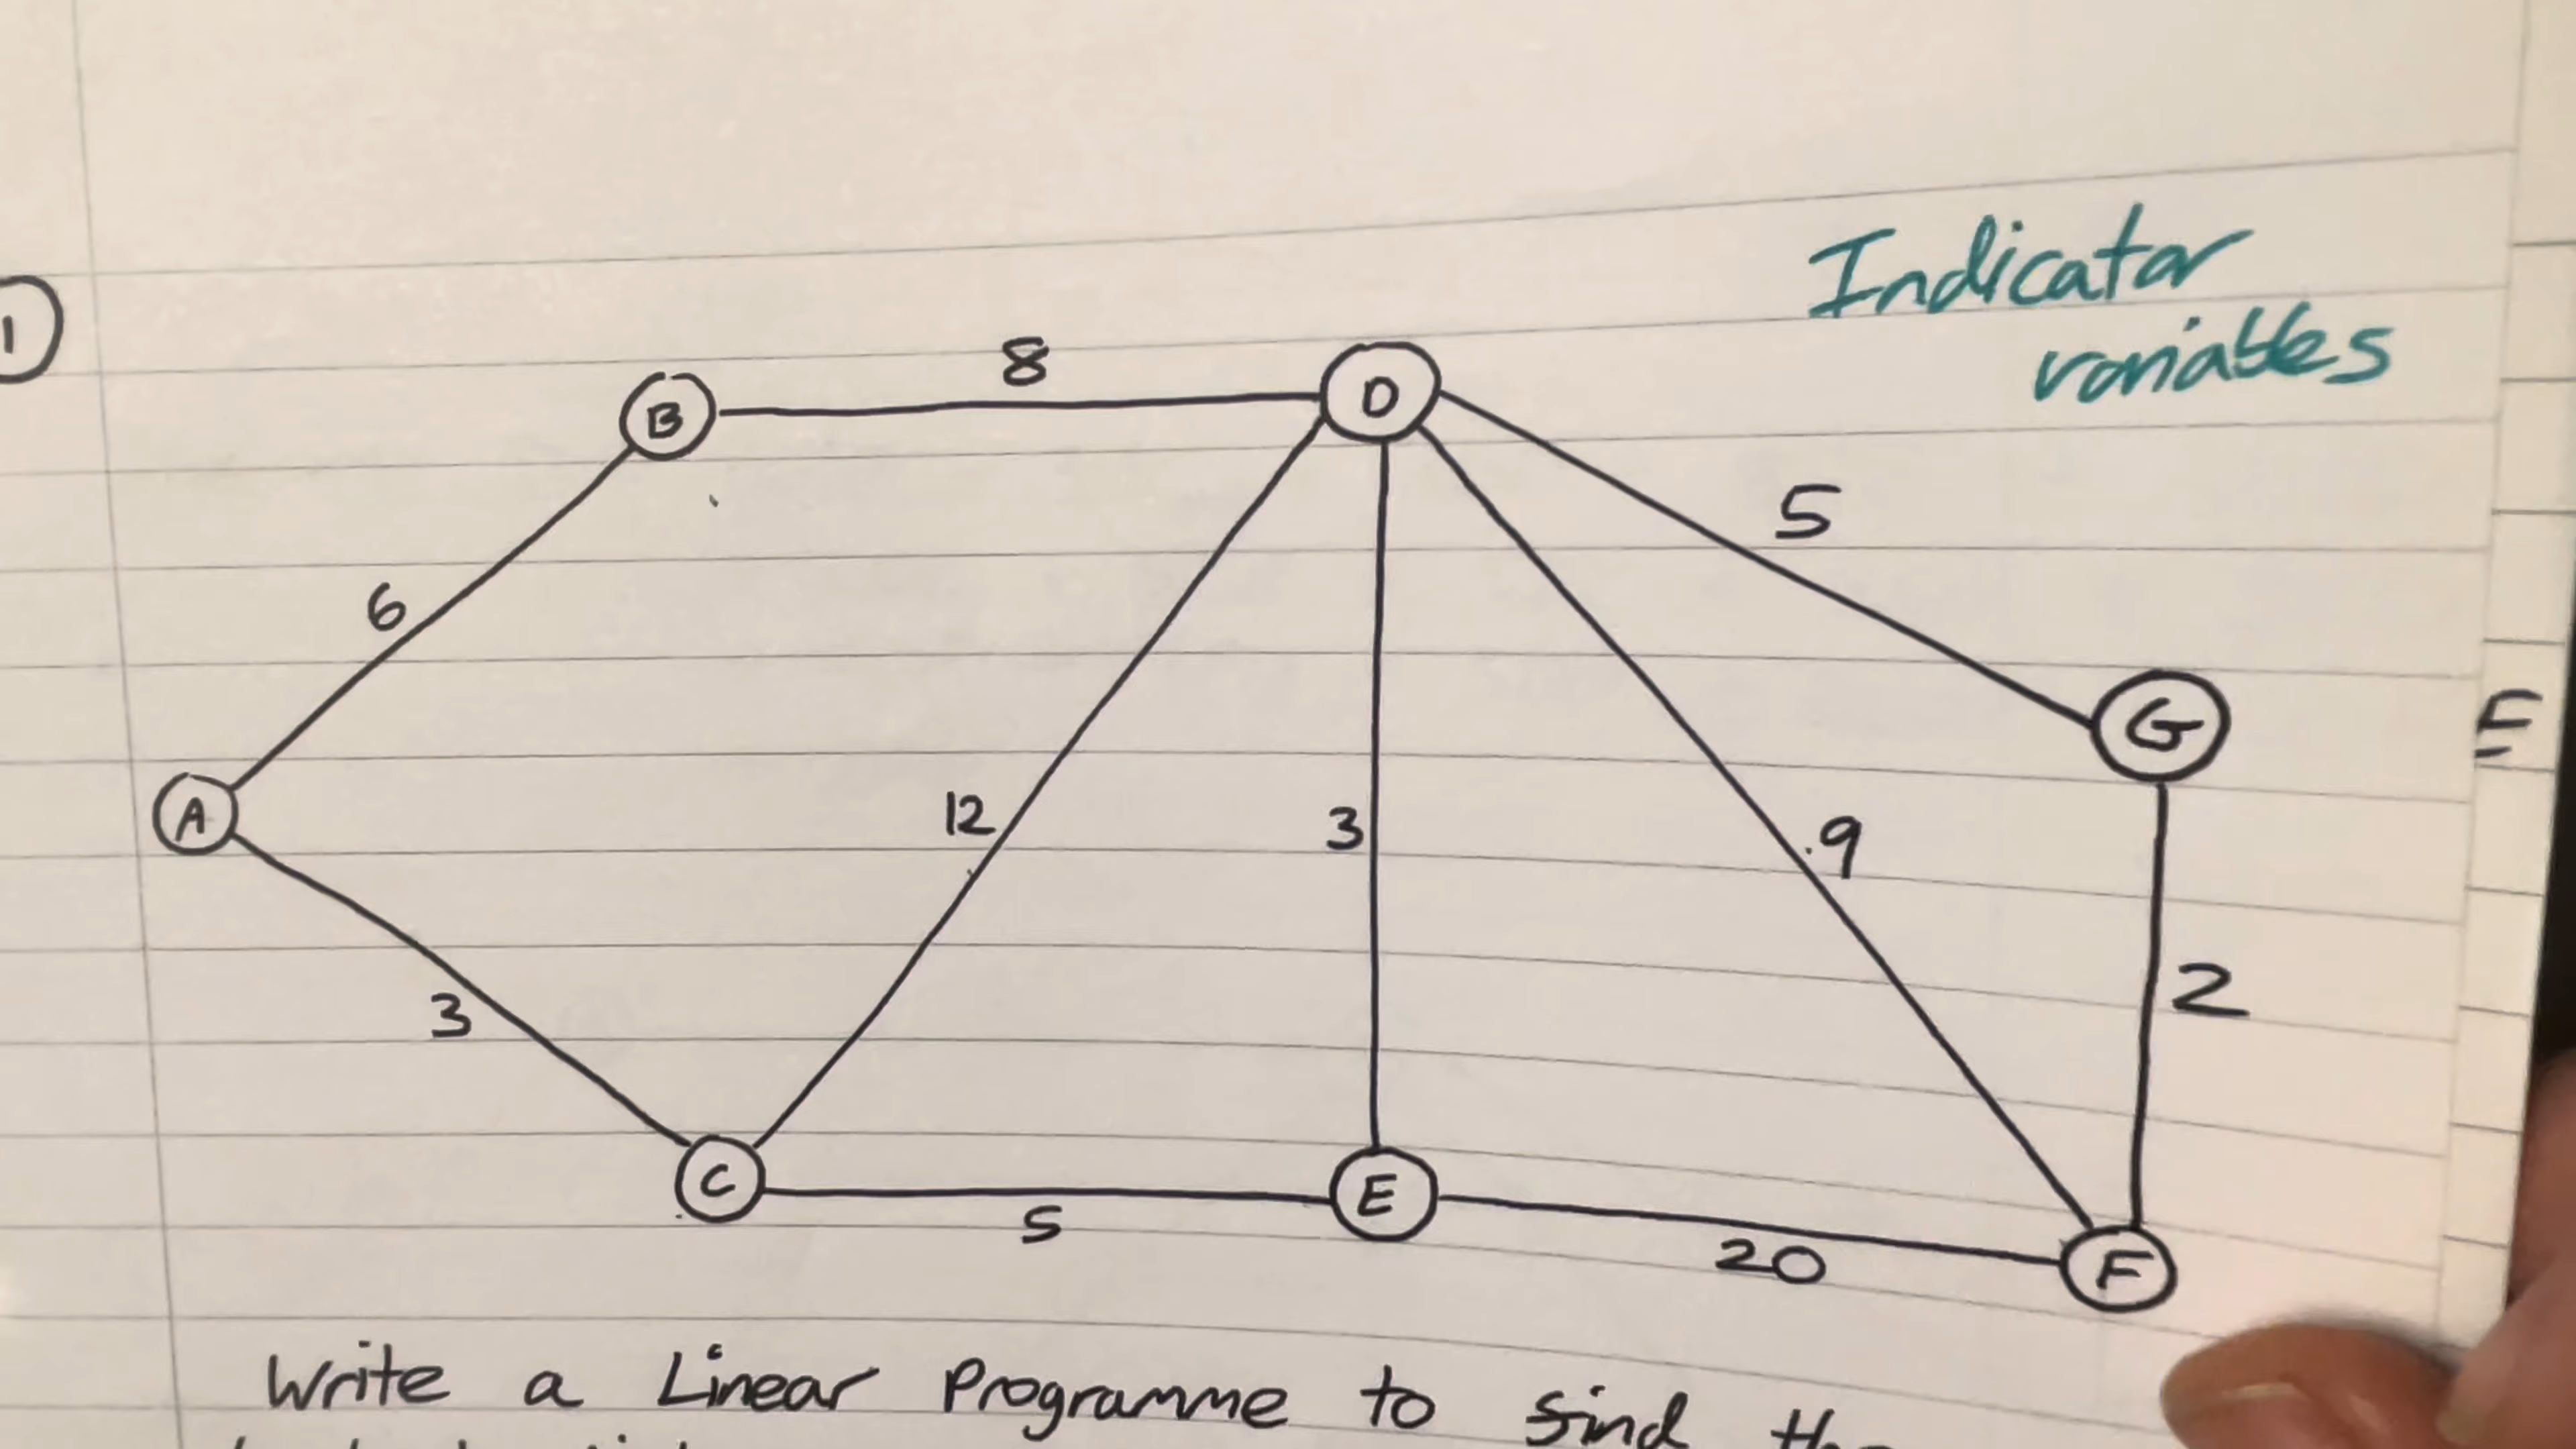 1
Indicator
variables
B
8
D
5
6
G
A
12
3
9
2
3
C
5
E
20
F
Write a Linear Programme to find